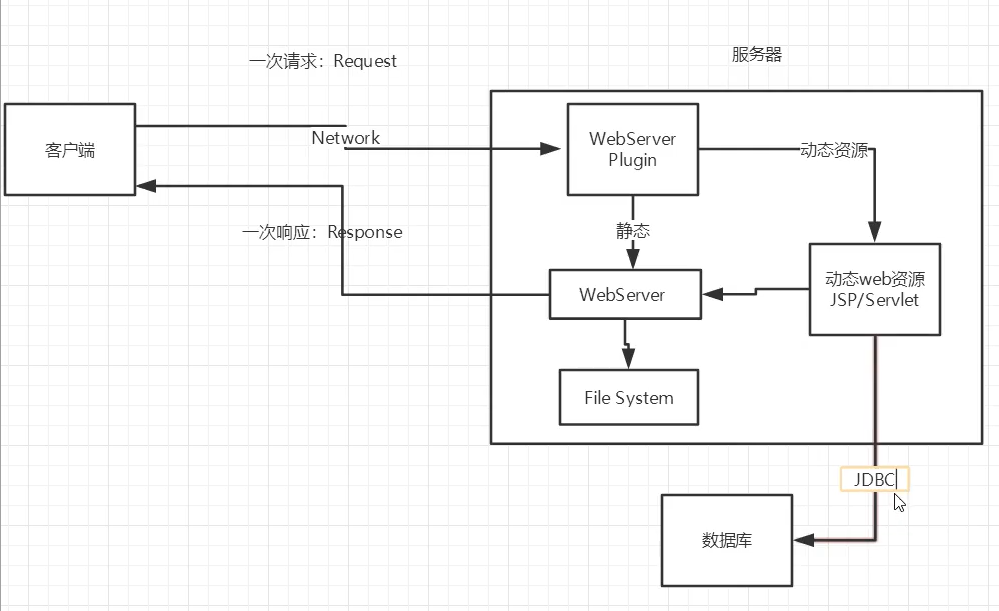 一次请求：Request
服务器
客户端
Network
WebServer
Plugin
动态资源
一次响应：Response
静态
动态web资源
JSP/Servlet
WebServer
File System
JDBC
数据库